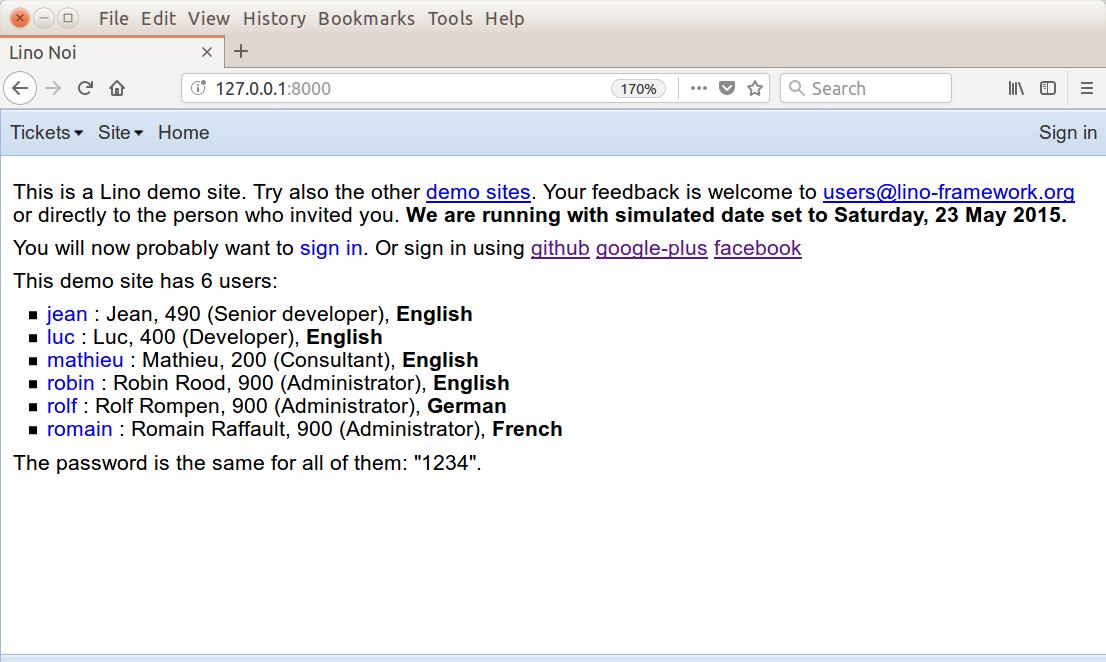 File Edit View History Bookmarks Tools Help
Lino Noi
127.0.0.1:8000 170% Search
Tickets Site Home Sign in
This is a Lino demo site. Try also the other demo sites. Your feedback is welcome to users@lino-framework.org
or directly to the person who invited you. We are running with simulated date set to Saturday, 23 May 2015.
You will now probably want to sign in. Or sign in using github google-plus facebook
This demo site has 6 users:
jean : Jean, 490 (Senior developer), English
luc : Luc, 400 (Developer), English
mathieu : Mathieu, 200 (Consultant), English
robin : Robin Rood, 900 (Administrator), English
rolf : Rolf Rompen, 900 (Administrator), German
romain : Romain Raffault, 900 (Administrator), French
The password is the same for all of them: "1234".